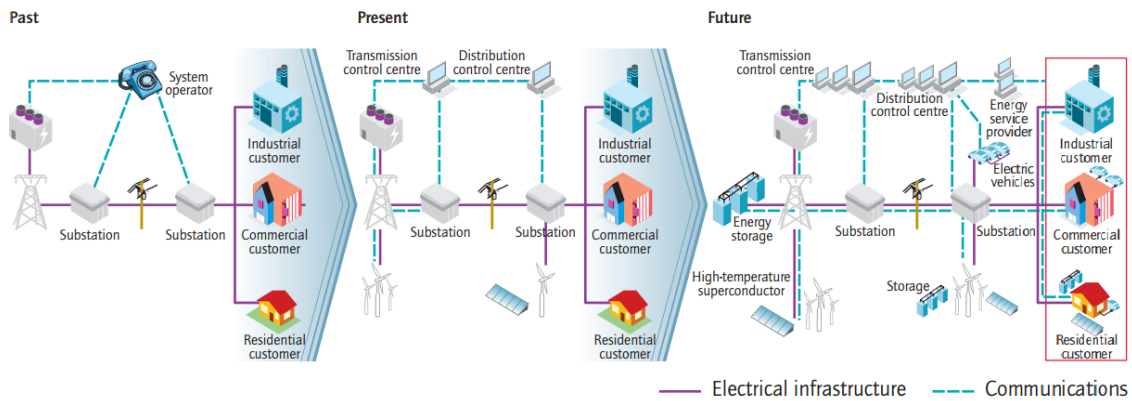 Past
System
operator
Substation
Substation
Industrial
customer
Commercial
customer
Residential
customer
Present
Transmission
control centre
Distribution
control centre
Substation
Substation
Industrial
customer
Commercial
customer
Residential
customer
Future
Transmission
control centre
Distribution
control centre
Energy
service
provider
Electric
vehicles
Energy
storage
Substation
Substation
High-temperature
superconductor
Storage
Industrial
customer
Commercial
customer
Residential
customer
Electrical infrastructure
Communications